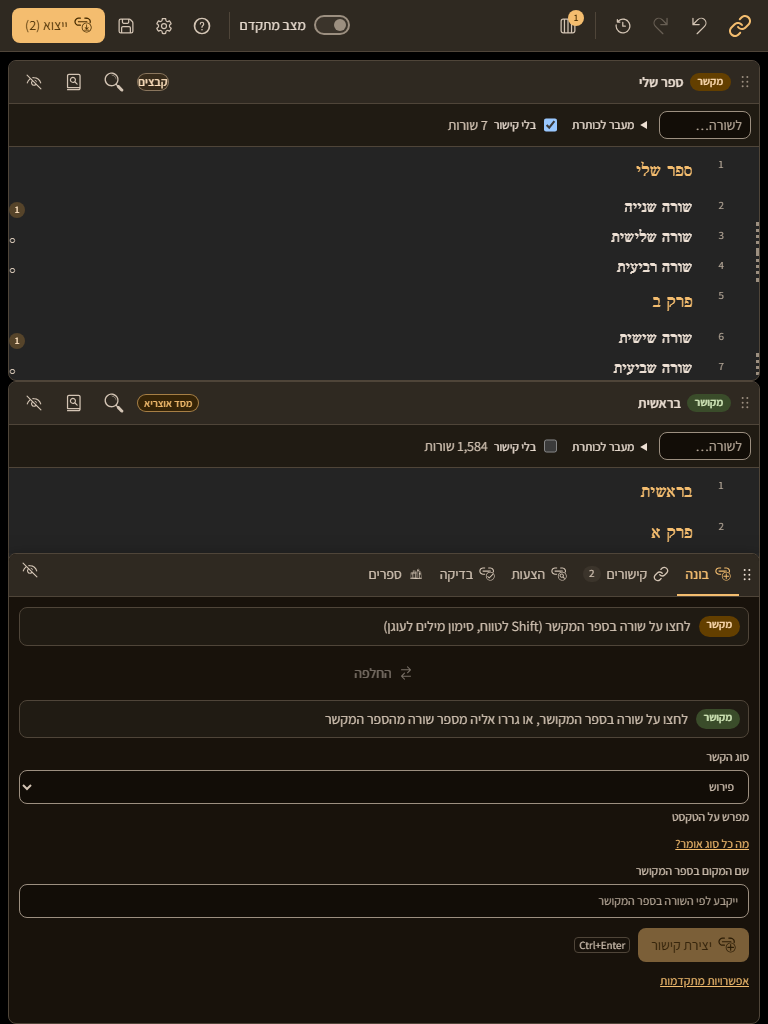 1
מצב מתקדם
ייצוא (2)
מקשר ספר שלי קבצים
לשורה... מעבר לכותרת בלי קישור 7 שורות
1 ספר שלי
2 שורה שנייה 1
3 שורה שלישית
4 שורה רביעית
5 פרק ב
6 שורה שישית 1
7 שורה שביעית
מקושר בראשית מסד אוצריא
לשורה... מעבר לכותרת בלי קישור 1,584 שורות
1 בראשית
2 פרק א
בונה קישורים 2 הצעות בדיקה ספרים
מקשר לחצו על שורה בספר המקשר (Shift לטווח, סימון מילים לעוגן)
החלפה
מקושר לחצו על שורה בספר המקושר, או גררו אליה מספר שורה מהספר המקשר
סוג הקשר
פירוש
מפרש על הטקסט
מה כל סוג אומר?
שם המקום בספר המקושר
ייקבע לפי השורה בספר המקושר
יצירת קישור Ctrl+Enter
אפשרויות מתקדמות